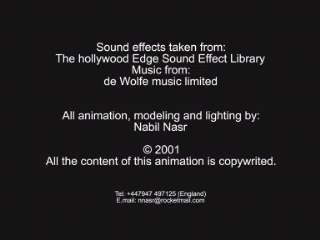 Sound effects taken from:
The hollywood Edge Sound Effect Library
Music from:
de Wolfe music limited
All animation, modeling and lighting by:
Nabil Nasr
© 2001
All the content of this animation is copywrited.
Tel: +447947 497125 (England)
E.mail: nnasr@rocketmail.com